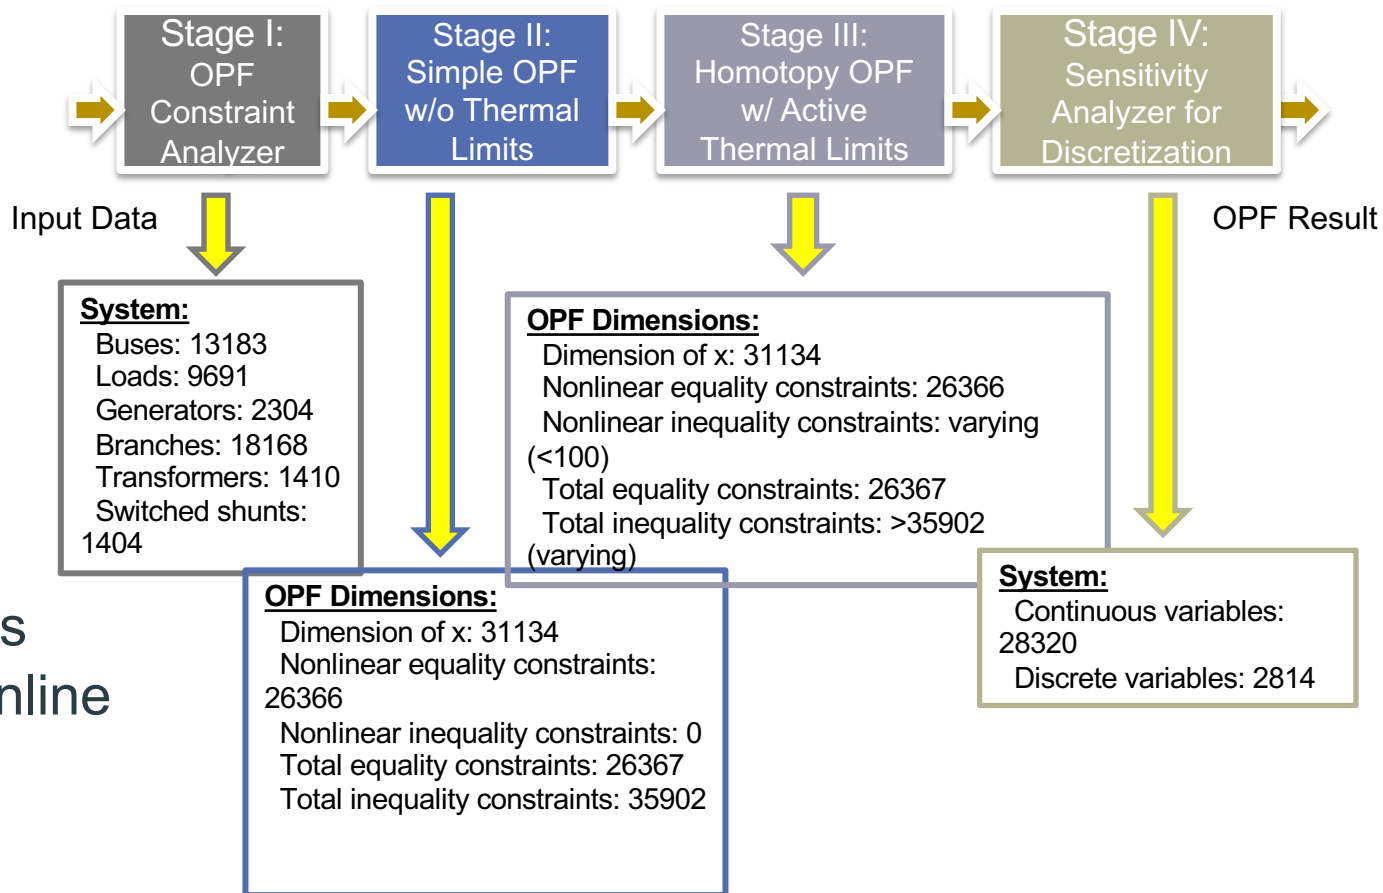 Stage I:
OPF
Constraint
Analyzer
Stage II:
Simple OPF
w/o Thermal
Limits
Stage III:
Homotopy OPF
w/ Active
Thermal Limits
Stage IV:
Sensitivity
Analyzer for
Discretization
Input Data
OPF Result
System:
Buses: 13183
Loads: 9691
Generators: 2304
Branches: 18168
Transformers: 1410
Switched shunts:
1404
OPF Dimensions:
Dimension of x: 31134
Nonlinear equality constraints: 26366
Nonlinear inequality constraints: varying
(<100)
Total equality constraints: 26367
Total inequality constraints: >35902
(varying)
OPF Dimensions:
Dimension of x: 31134
Nonlinear equality constraints:
26366
Nonlinear inequality constraints: 0
Total equality constraints: 26367
Total inequality constraints: 35902
System:
Continuous variables:
28320
Discrete variables: 2814
s
nline